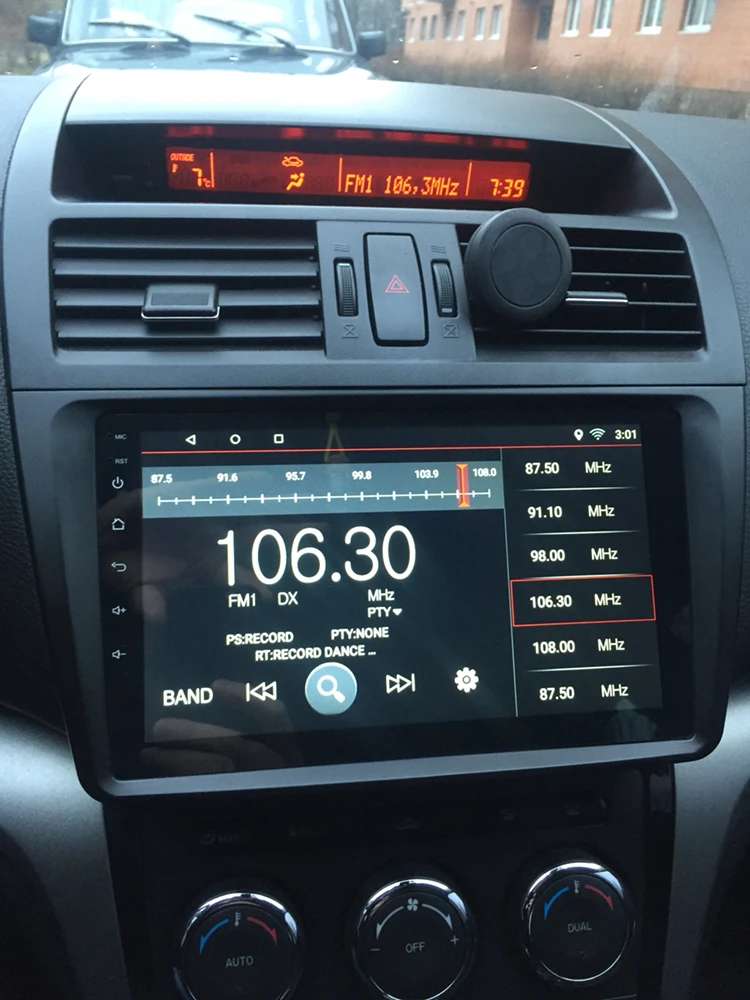 OUTSIDE
7°C
FM1 106,3MHz
7:39
MIC
RST
3:01
87.5 91.6 95.7 99.8 103.9 108.0
106.30
FM1 DX MHz
PTY
PS:RECORD PTY:NONE
RT:RECORD DANCE ...
BAND
87.50 MHz
91.10 MHz
98.00 MHz
106.30 MHz
108.00 MHz
87.50 MHz
AUTO
- OFF +
DUAL